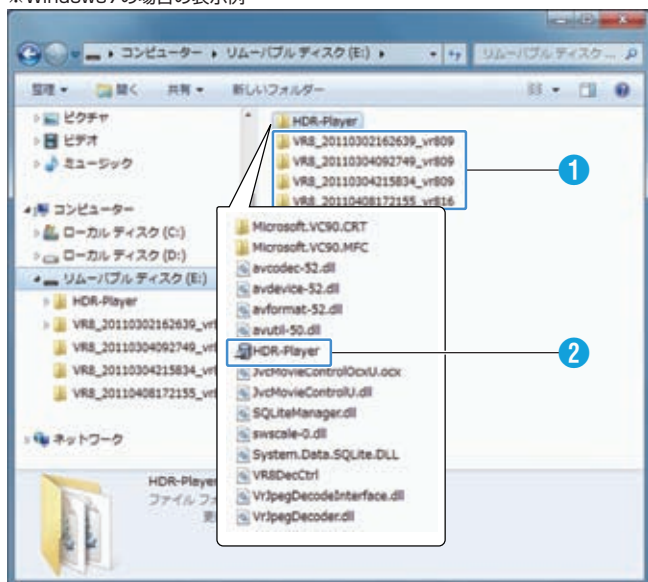 ※Windows7の場合の表示例
コンピューター ▸ リムーバブル ディスク (E:) ▸
リムーバブル ディスク ...
整理 ▾
開く
共有 ▾
新しいフォルダー
ピクチャ
ビデオ
ミュージック
コンピューター
ローカル ディスク (C:)
ローカル ディスク (D:)
リムーバブル ディスク (E:)
HDR-Player
VR8_20110302162639_vr8
VR8_20110304092749_vr
VR8_20110304215834_vr
VR8_20110408172155_vr
ネットワーク
HDR-Player
VR8_20110302162639_vr809
VR8_20110304092749_vr809
VR8_20110304215834_vr809
VR8_20110408172155_vr816
1
Microsoft.VC90.CRT
Microsoft.VC90.MFC
avcodec-52.dll
avdevice-52.dll
avformat-52.dll
avutil-50.dll
HDR-Player
2
JvcMovieControlOcxU.ocx
JvcMovieControlU.dll
SQLiteManager.dll
swscale-0.dll
System.Data.SQLite.DLL
VR8DecCtrl
VrJpegDecodeInterface.dll
VrJpegDecoder.dll
HDR-Player
ファイル フ
更